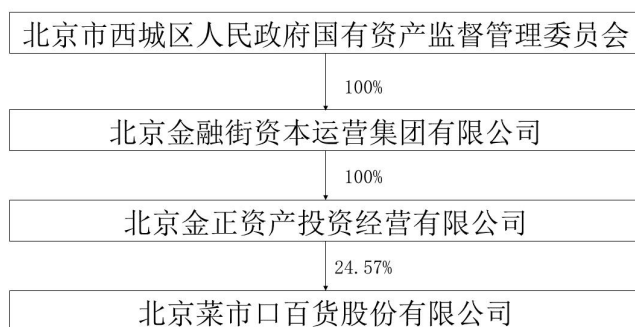 北京市西城区人民政府国有资产监督管理委员会
100%
北京金融街资本运营集团有限公司
100%
北京金正资产投资经营有限公司
24.57%
北京菜市口百货股份有限公司